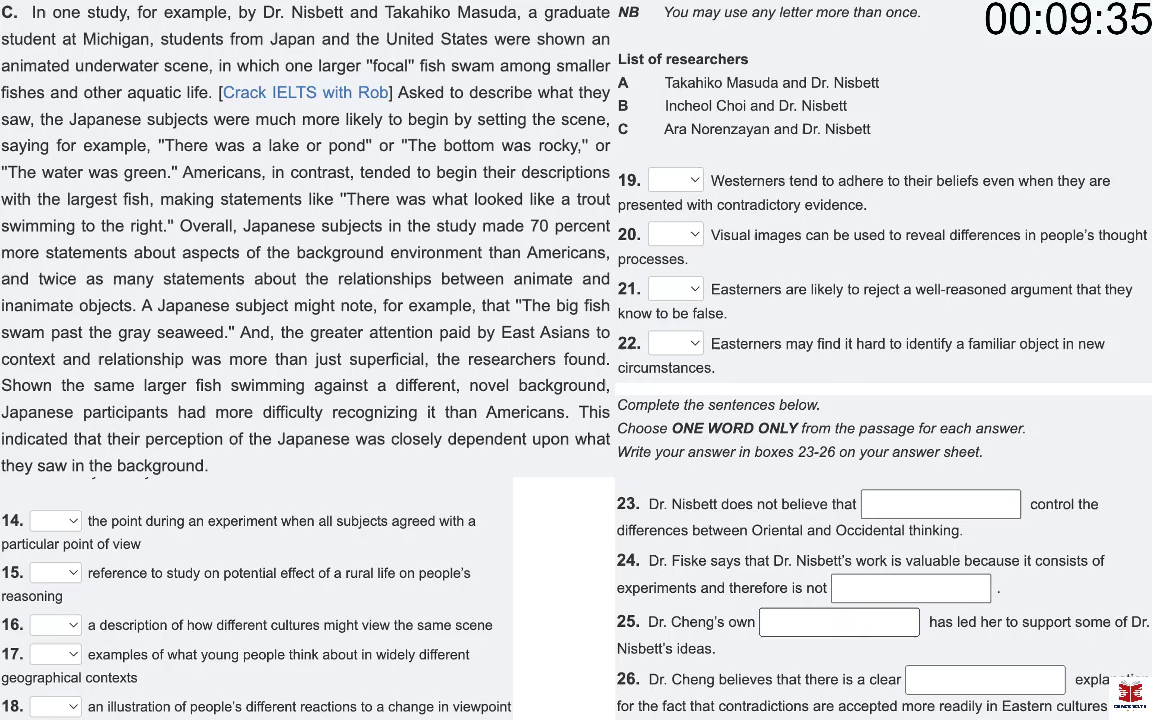 C. In one study, for example, by Dr. Nisbett and Takahiko Masuda, a graduate
student at Michigan, students from Japan and the United States were shown an
animated underwater scene, in which one larger "focal" fish swam among smaller
fishes and other aquatic life. [Crack IELTS with Rob] Asked to describe what they
saw, the Japanese subjects were much more likely to begin by setting the scene,
saying for example, "There was a lake or pond" or "The bottom was rocky," or
"The water was green." Americans, in contrast, tended to begin their descriptions
with the largest fish, making statements like "There was what looked like a trout
swimming to the right." Overall, Japanese subjects in the study made 70 percent
more statements about aspects of the background environment than Americans,
and twice as many statements about the relationships between animate and
inanimate objects. A Japanese subject might note, for example, that "The big fish
swam past the gray seaweed." And, the greater attention paid by East Asians to
context and relationship was more than just superficial, the researchers found.
Shown the same larger fish swimming against a different, novel background,
Japanese participants had more difficulty recognizing it than Americans. This
indicated that their perception of the Japanese was closely dependent upon what
they saw in the background.
14. the point during an experiment when all subjects agreed with a
particular point of view
15. reference to study on potential effect of a rural life on people's
reasoning
16. a description of how different cultures might view the same scene
17. examples of what young people think about in widely different
geographical contexts
18. an illustration of people's different reactions to a change in viewpoint
NB You may use any letter more than once.
00:09:35
List of researchers
A Takahiko Masuda and Dr. Nisbett
B Incheol Choi and Dr. Nisbett
C Ara Norenzayan and Dr. Nisbett
19. Westerners tend to adhere to their beliefs even when they are
presented with contradictory evidence.
20. Visual images can be used to reveal differences in people's thought
processes.
21. Easterners are likely to reject a well-reasoned argument that they
know to be false.
22. Easterners may find it hard to identify a familiar object in new
circumstances.
Complete the sentences below.
Choose ONE WORD ONLY from the passage for each answer.
Write your answer in boxes 23-26 on your answer sheet.
23. Dr. Nisbett does not believe that control the
differences between Oriental and Occidental thinking.
24. Dr. Fiske says that Dr. Nisbett's work is valuable because it consists of
experiments and therefore is not .
25. Dr. Cheng's own has led her to support some of Dr.
Nisbett's ideas.
26. Dr. Cheng believes that there is a clear
for the fact that contradictions are accepted more readily in Eastern cultures